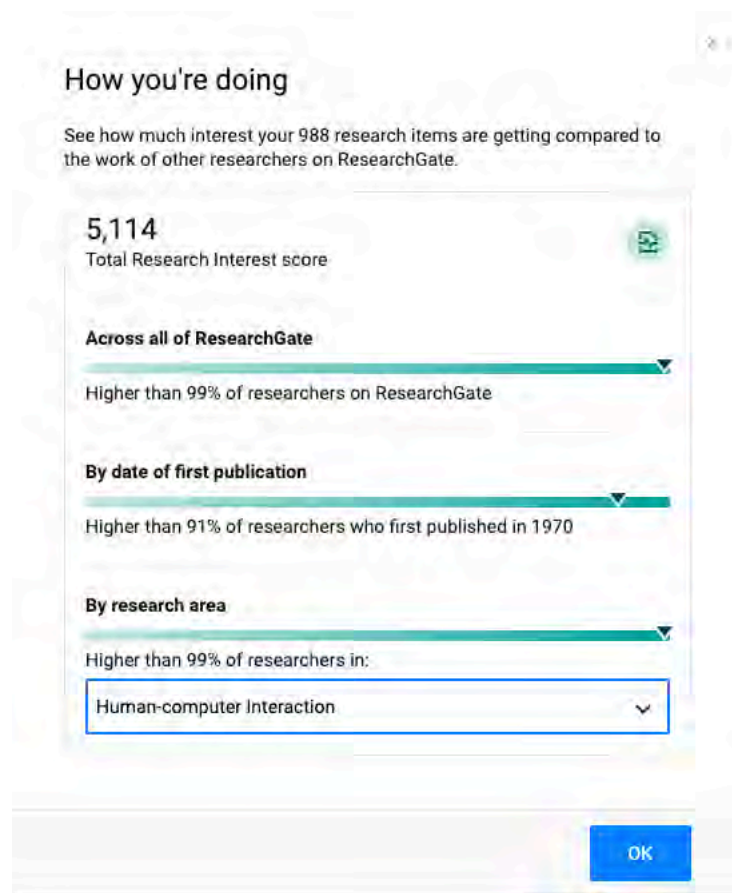 How you're doing
See how much interest your 988 research items are getting compared to
the work of other researchers on ResearchGate.
5,114
Total Research Interest score
Across all of ResearchGate
Higher than 99% of researchers on ResearchGate
By date of first publication
Higher than 91% of researchers who first published in 1970
By research area
Higher than 99% of researchers in:
Human-computer Interaction
OK